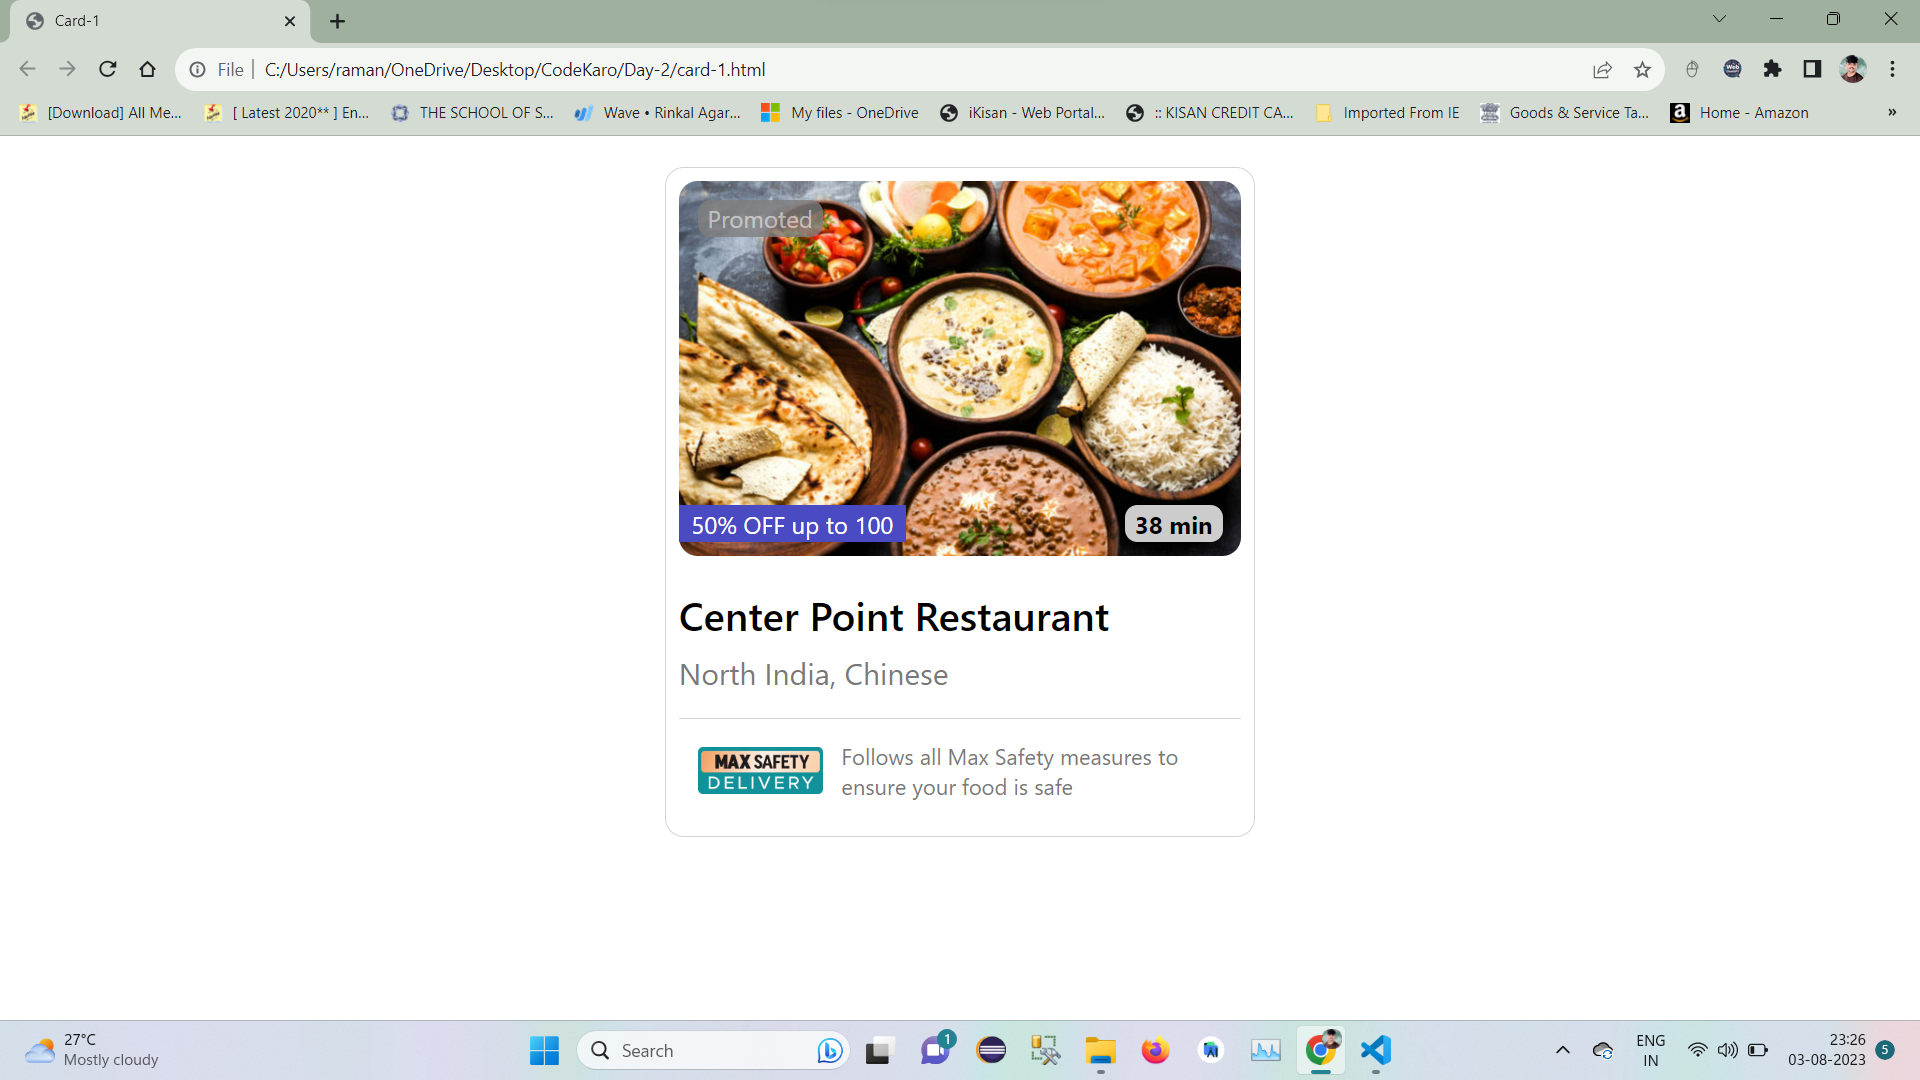 Card-1
File
C:/Users/raman/OneDrive/Desktop/CodeKaro/Day-2/card-1.html
[Download] All Me...
[ Latest 2020** ] En...
THE SCHOOL OF S...
Wave • Rinkal Agar...
My files - OneDrive
iKisan - Web Portal...
:: KISAN CREDIT CA...
Imported From IE
Goods & Service Ta...
Home - Amazon
»
Promoted
50% OFF up to 100
38 min
Center Point Restaurant
North India, Chinese
MAX SAFETY
DELIVERY
Follows all Max Safety measures to
ensure your food is safe
27°C
Mostly cloudy
Search
1
ENG
IN
23:26
03-08-2023
5